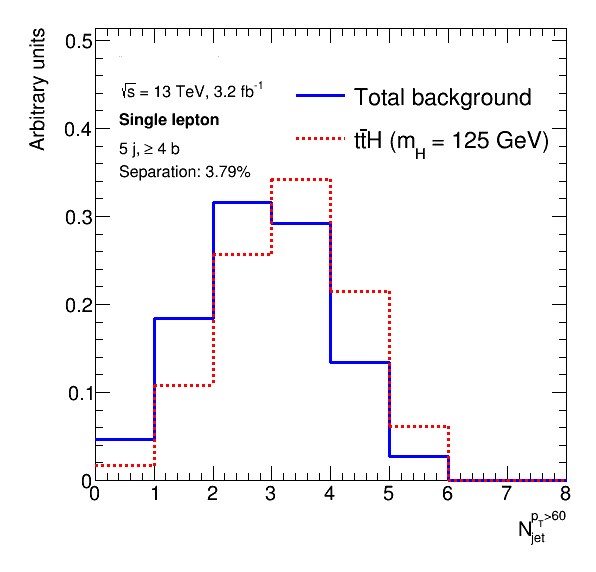 Arbitrary units
0.5
0.4
0.3
0.2
0.1
0
√s = 13 TeV, 3.2 fb⁻¹
Single lepton
5 j, ≥ 4 b
Separation: 3.79%
Total background
tt̄H (m_H = 125 GeV)
0 1 2 3 4 5 6 7 8
N_jet^{p_T>60}